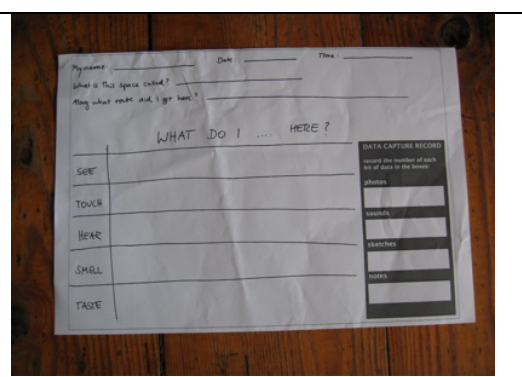 My name: Date: Time:
What is this space called?
Along what route did I get here?
WHAT DO I .... HERE?
SEE
TOUCH
HEAR
SMELL
TASTE
DATA CAPTURE RECORD
record the number of each
bit of data in the boxes:
photos
sounds
sketches
notes